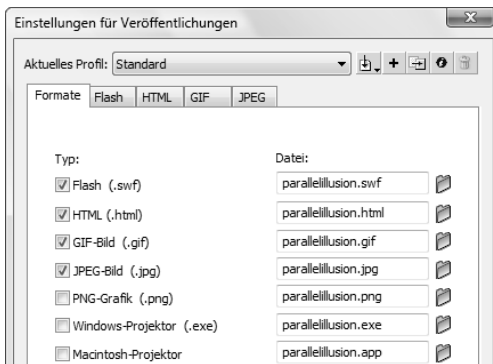 Einstellungen für Veröffentlichungen
Aktuelles Profil: Standard
Formate Flash HTML GIF JPEG
Typ: Datei:
Flash (.swf) parallelillusion.swf
HTML (.html) parallelillusion.html
GIF-Bild (.gif) parallelillusion.gif
JPEG-Bild (.jpg) parallelillusion.jpg
PNG-Grafik (.png) parallelillusion.png
Windows-Projektor (.exe) parallelillusion.exe
Macintosh-Projektor parallelillusion.app